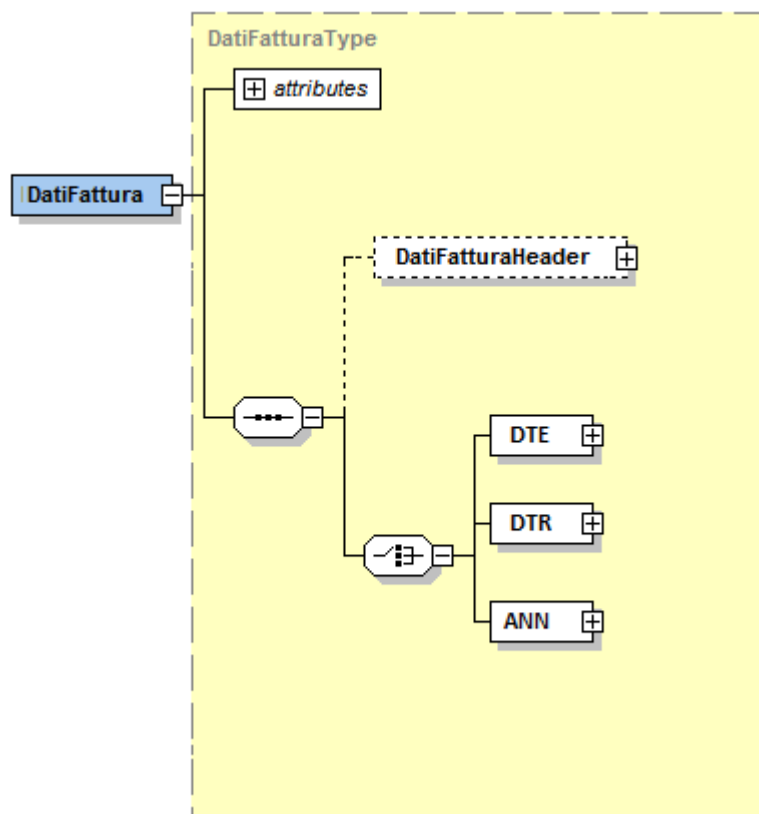 DatiFatturaType
attributes
DatiFattura
DatiFatturaHeader
DTE
DTR
ANN